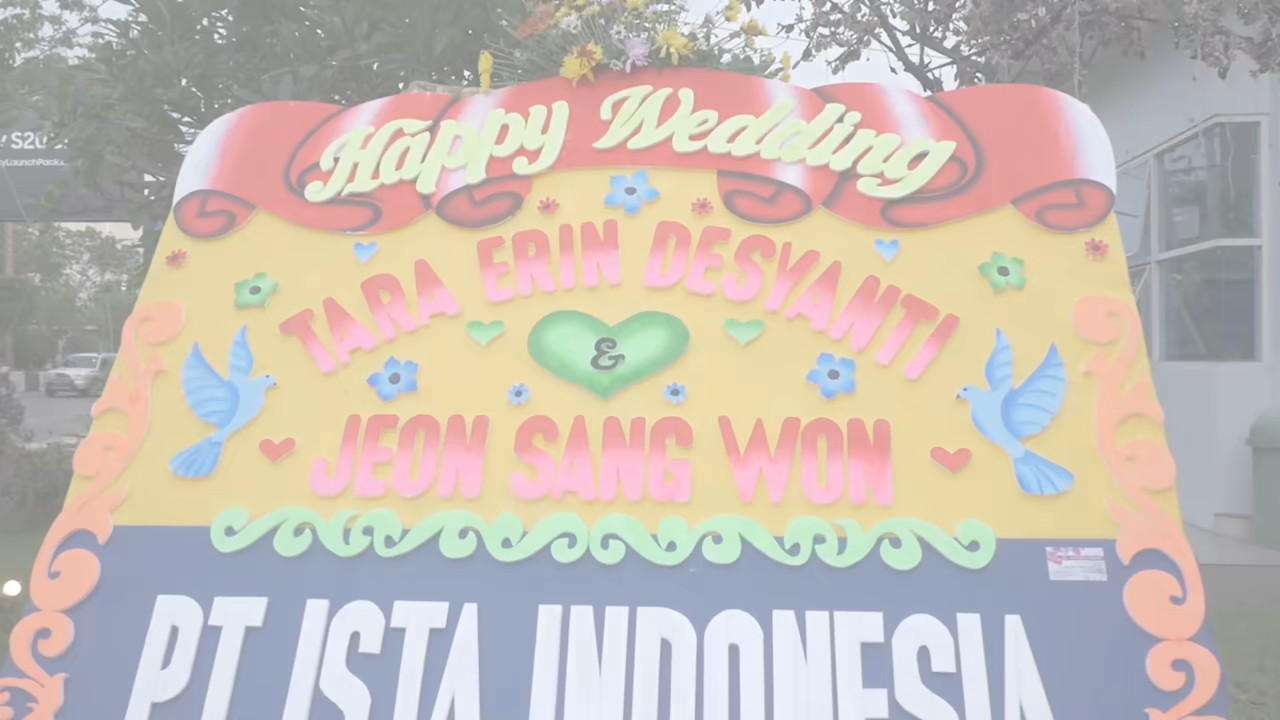 Happy Wedding
TARA ERIN DESYANTI
&
JEON SANG WON
PT ISTA INDONESIA